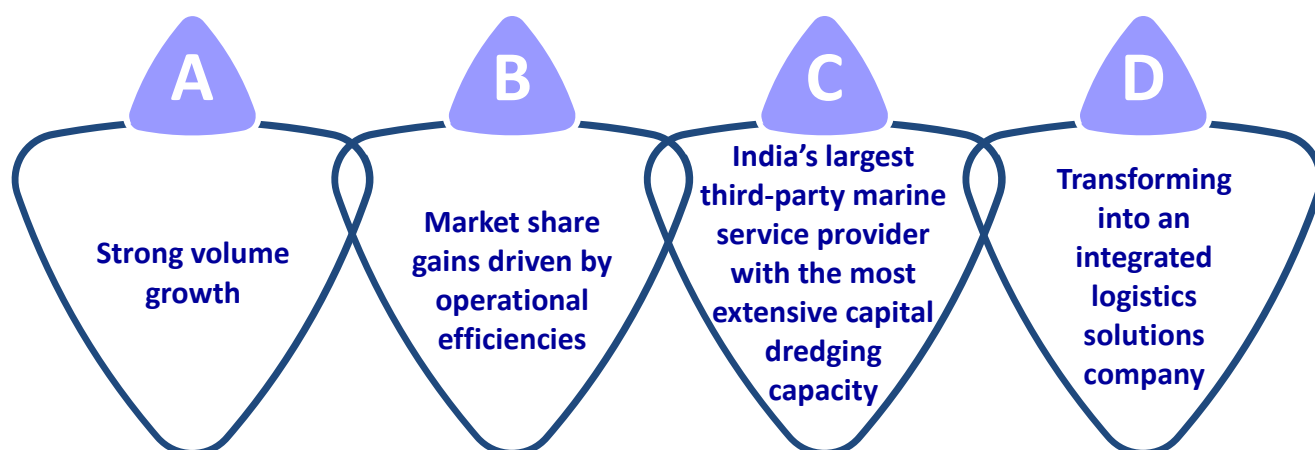 A
B
C
D
Strong volume
growth
Market share
gains driven by
operational
efficiencies
India’s largest
third-party marine
service provider
with the most
extensive capital
dredging
capacity
Transforming
into an
integrated
logistics
solutions
company